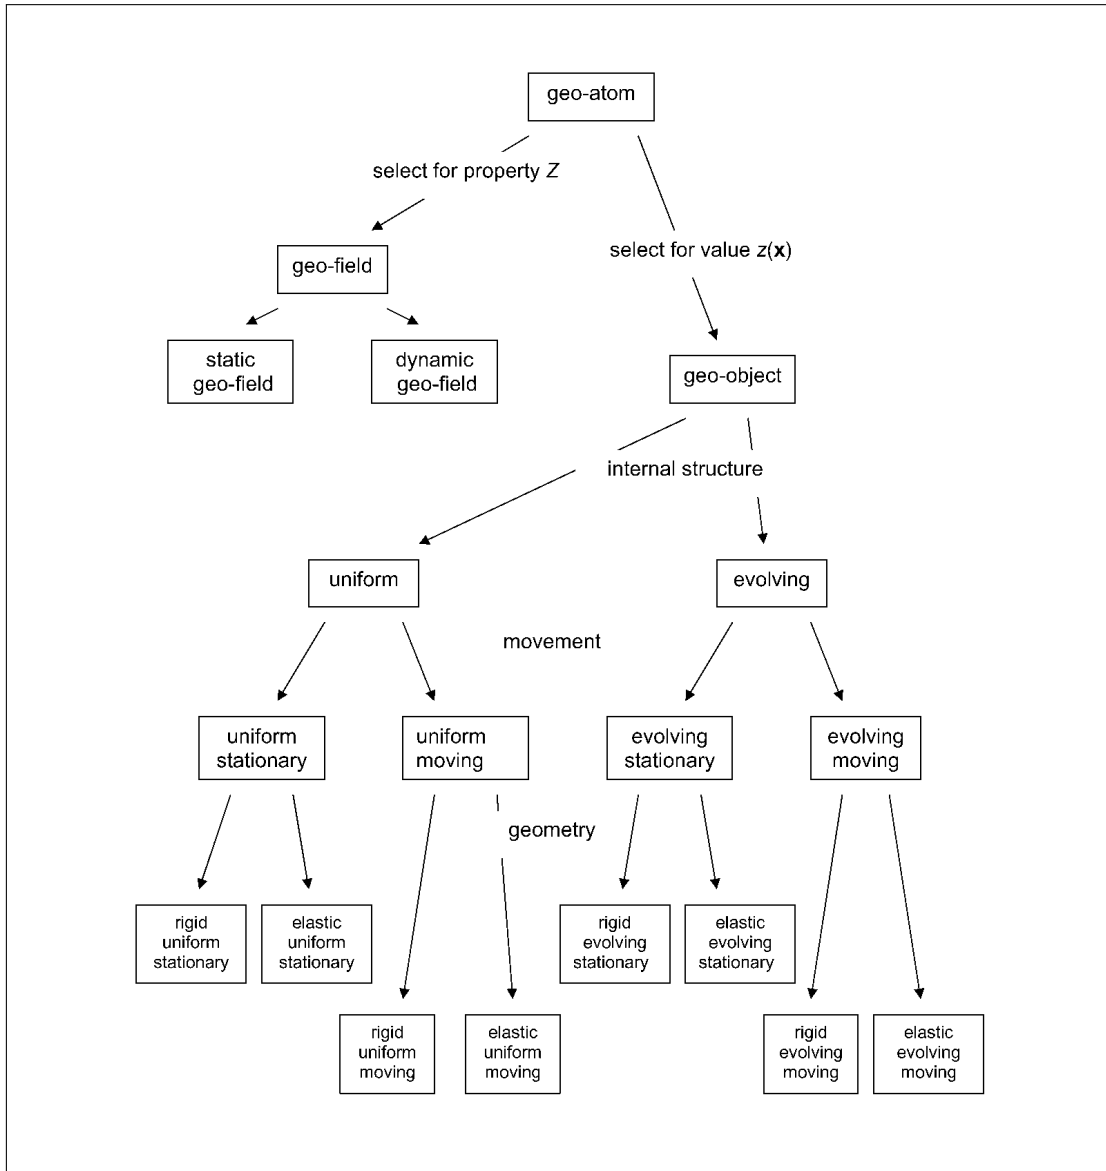 geo-atom
select for property Z
select for value z(x)
geo-field
static
geo-field
dynamic
geo-field
geo-object
internal structure
uniform
evolving
movement
uniform
stationary
uniform
moving
evolving
stationary
evolving
moving
geometry
rigid
uniform
stationary
elastic
uniform
stationary
rigid
evolving
stationary
elastic
evolving
stationary
rigid
uniform
moving
elastic
uniform
moving
rigid
evolving
moving
elastic
evolving
moving